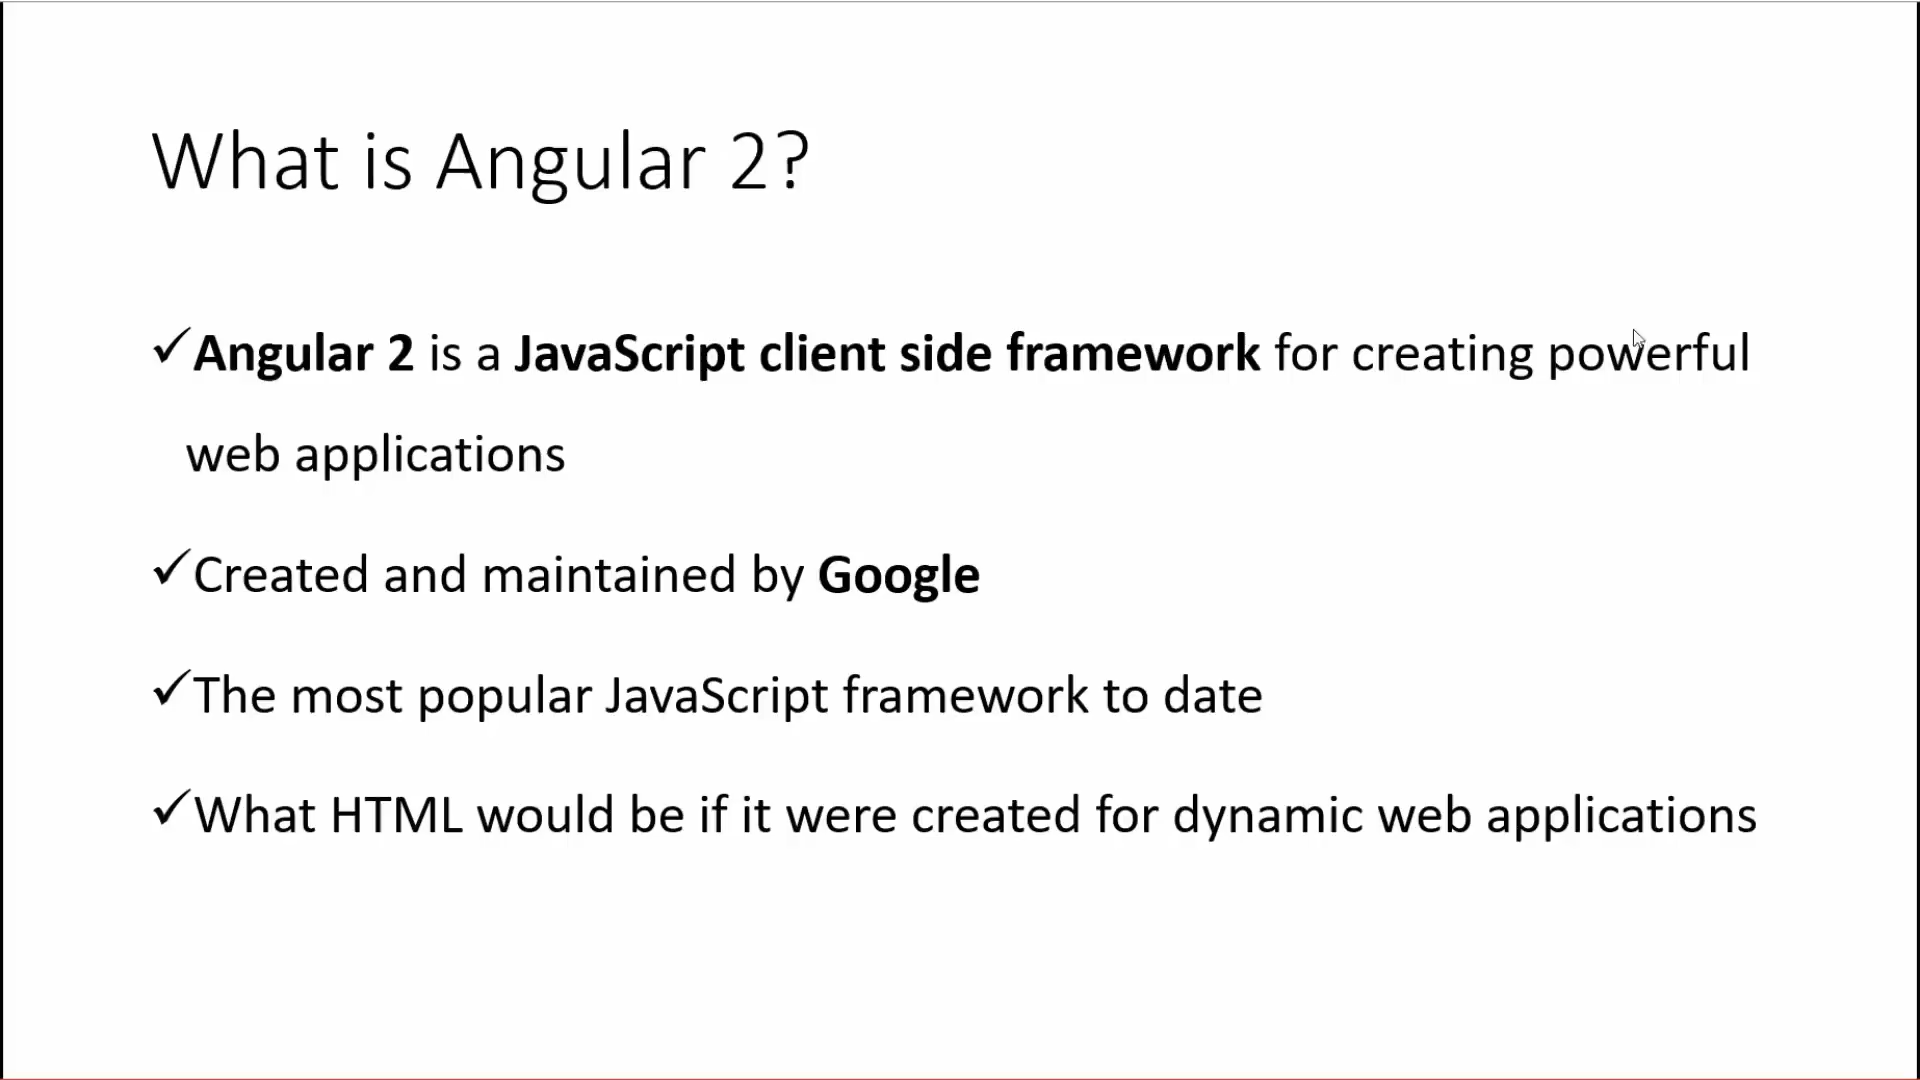 What is Angular 2?
✓Angular 2 is a JavaScript client side framework for creating powerful
web applications
✓Created and maintained by Google
✓The most popular JavaScript framework to date
✓What HTML would be if it were created for dynamic web applications